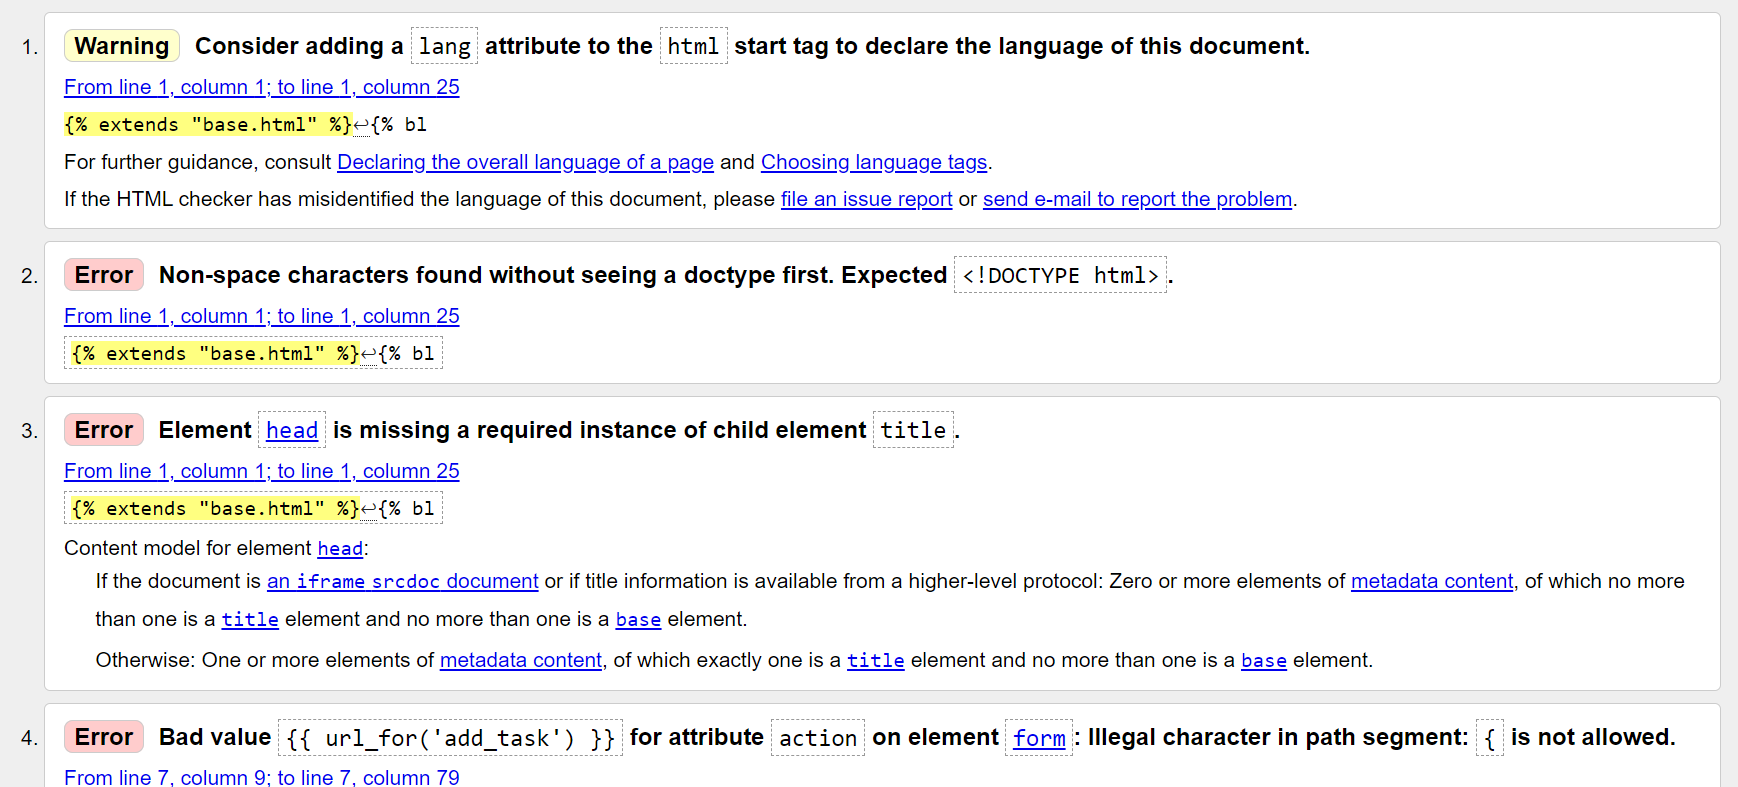 1. Warning Consider adding a lang attribute to the html start tag to declare the language of this document.
From line 1, column 1; to line 1, column 25
{% extends "base.html" %}↩{% bl
For further guidance, consult Declaring the overall language of a page and Choosing language tags.
If the HTML checker has misidentified the language of this document, please file an issue report or send e-mail to report the problem.
2. Error Non-space characters found without seeing a doctype first. Expected <!DOCTYPE html>.
From line 1, column 1; to line 1, column 25
{% extends "base.html" %}↩{% bl
3. Error Element head is missing a required instance of child element title.
From line 1, column 1; to line 1, column 25
{% extends "base.html" %}↩{% bl
Content model for element head:
If the document is an iframe srcdoc document or if title information is available from a higher-level protocol: Zero or more elements of metadata content, of which no more
than one is a title element and no more than one is a base element.
Otherwise: One or more elements of metadata content, of which exactly one is a title element and no more than one is a base element.
4. Error Bad value {{ url_for('add_task') }} for attribute action on element form: Illegal character in path segment: { is not allowed.
From line 7, column 9; to line 7, column 79